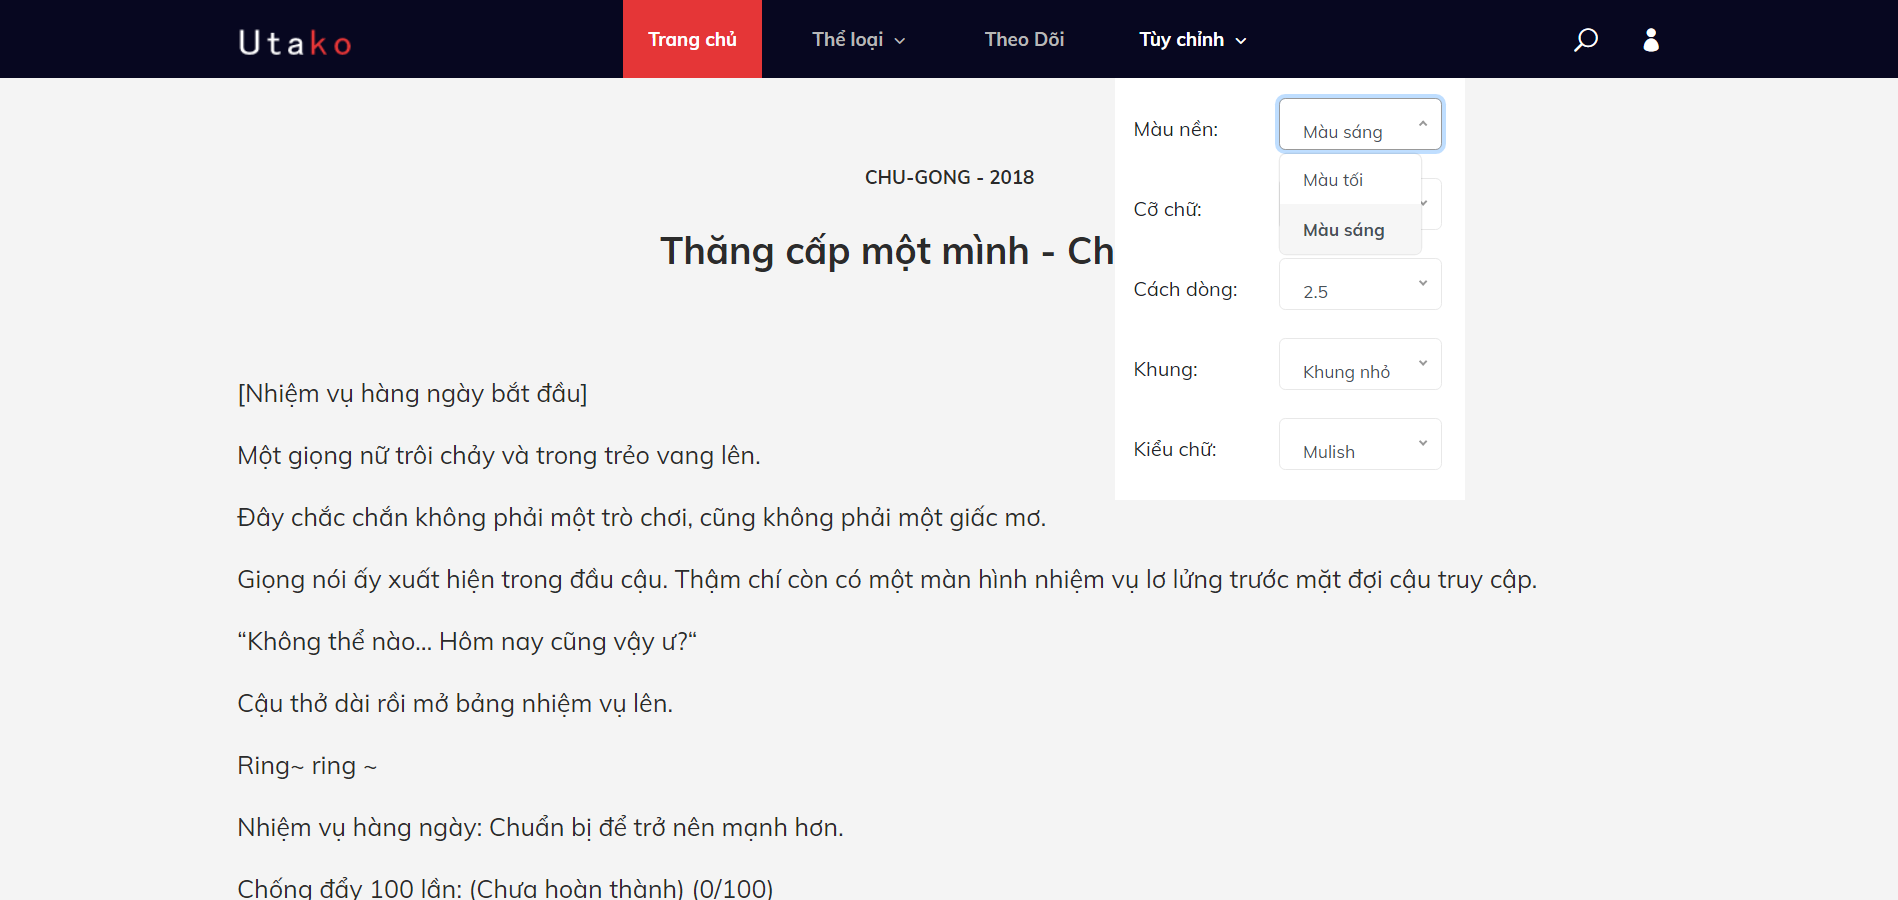 Utako
Trang chủ
Thể loại
Theo Dõi
Tùy chỉnh
Màu nền:
Màu sáng
Màu tối
Màu sáng
Cỡ chữ:
Cách dòng:
2.5
Khung:
Khung nhỏ
Kiểu chữ:
Mulish
CHU-GONG - 2018
Thăng cấp một mình - Ch
[Nhiệm vụ hàng ngày bắt đầu]
Một giọng nữ trôi chảy và trong trẻo vang lên.
Đây chắc chắn không phải một trò chơi, cũng không phải một giấc mơ.
Giọng nói ấy xuất hiện trong đầu cậu. Thậm chí còn có một màn hình nhiệm vụ lơ lửng trước mặt đợi cậu truy cập.
“Không thể nào... Hôm nay cũng vậy ư?“
Cậu thở dài rồi mở bảng nhiệm vụ lên.
Ring~ ring ~
Nhiệm vụ hàng ngày: Chuẩn bị để trở nên mạnh hơn.
Chống đẩy 100 lần: (Chưa hoàn thành) (0/100)